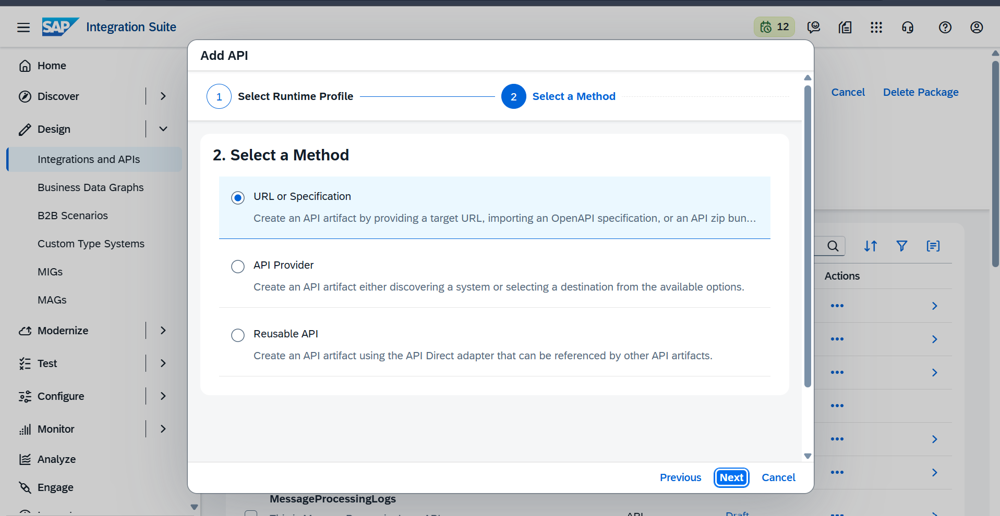 SAP Integration Suite
12
Home
Discover
Design
Integrations and APIs
Business Data Graphs
B2B Scenarios
Custom Type Systems
MIGs
MAGs
Modernize
Test
Configure
Monitor
Analyze
Engage
Add API
1 Select Runtime Profile
2 Select a Method
2. Select a Method
URL or Specification
Create an API artifact by providing a target URL, importing an OpenAPI specification, or an API zip bun...
API Provider
Create an API artifact either discovering a system or selecting a destination from the available options.
Reusable API
Create an API artifact using the API Direct adapter that can be referenced by other API artifacts.
Previous Next Cancel
Cancel Delete Package
Actions
MessageProcessingLogs
API Draft